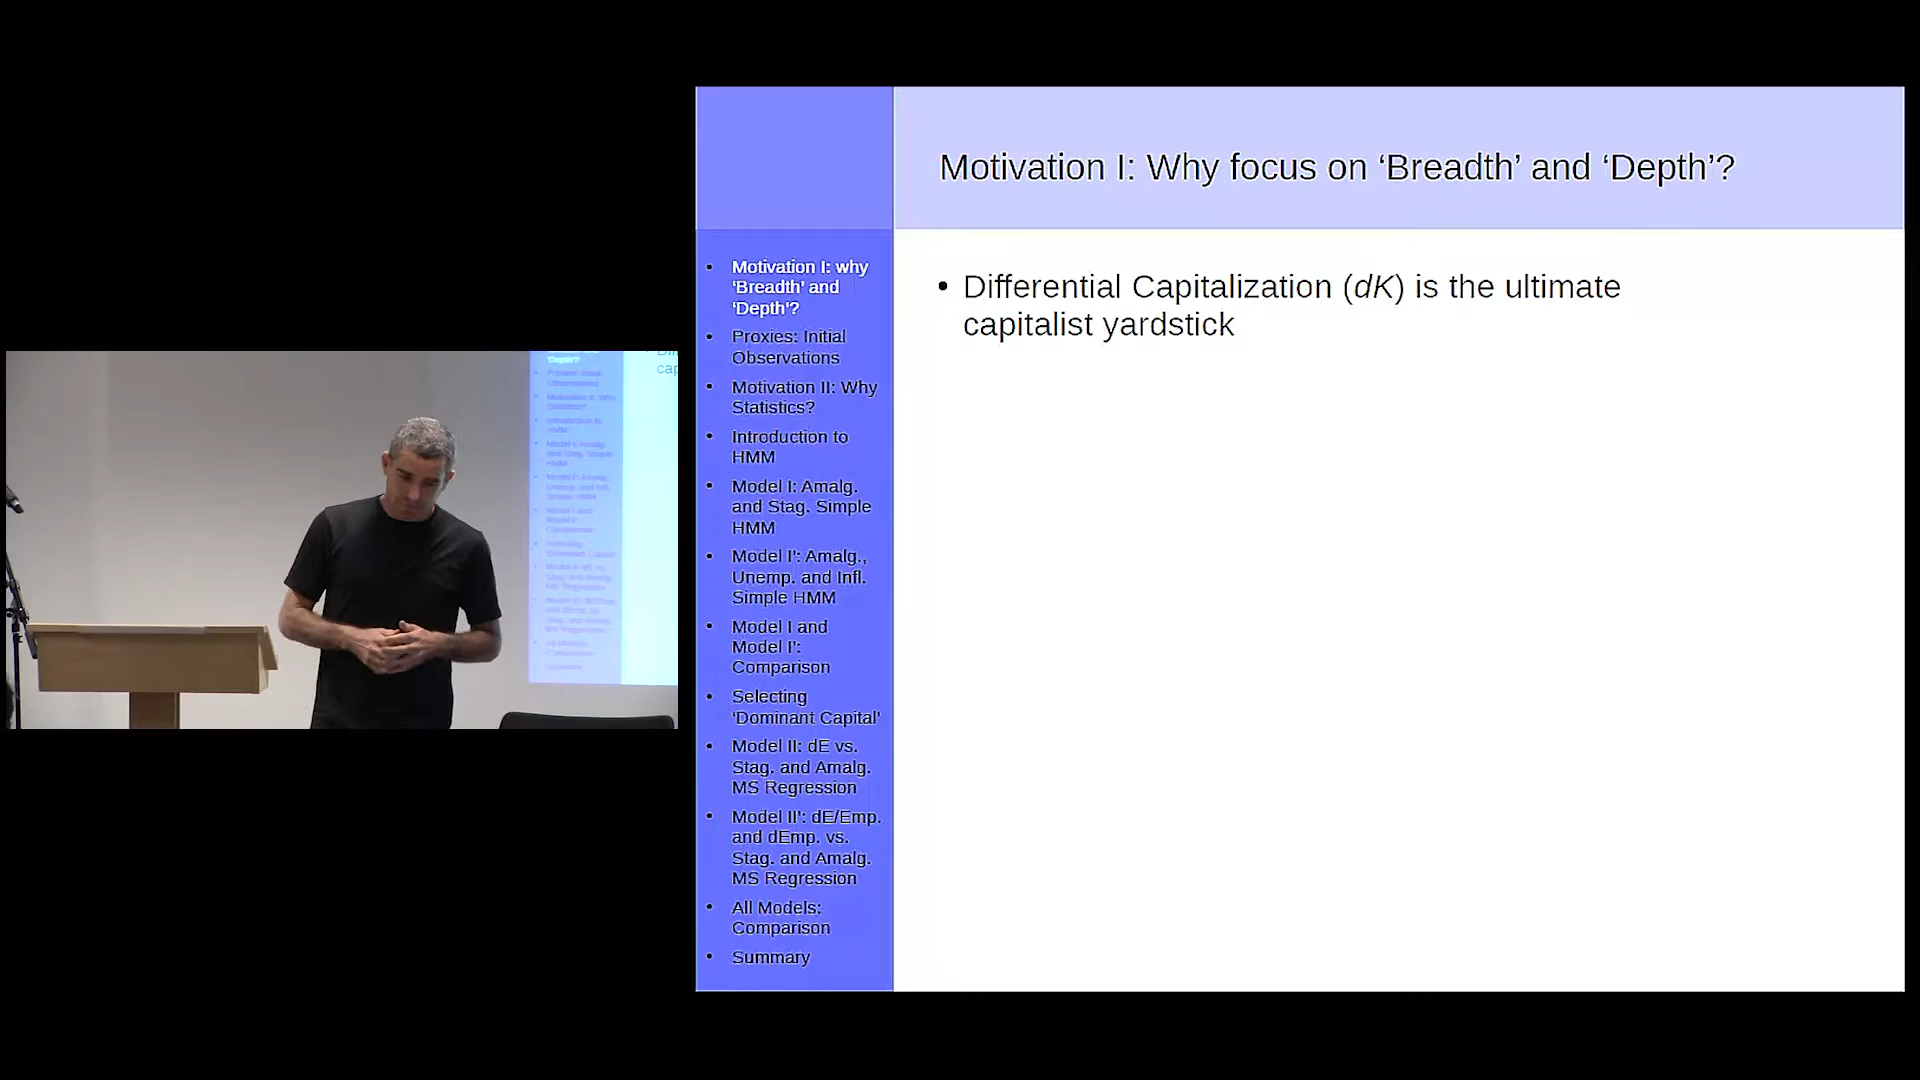 Motivation I: Why focus on ‘Breadth’ and ‘Depth’?
• Motivation I: why
‘Breadth’ and
‘Depth’?
• Proxies: Initial
Observations
• Motivation II: Why
Statistics?
• Introduction to
HMM
• Model I: Amalg.
and Stag. Simple
HMM
• Model I': Amalg.,
Unemp. and Infl.
Simple HMM
• Model I and
Model I':
Comparison
• Selecting
‘Dominant Capital’
• Model II: dE vs.
Stag. and Amalg.
MS Regression
• Model II': dE/Emp.
and dEmp. vs.
Stag. and Amalg.
MS Regression
• All Models:
Comparison
• Summary
• Differential Capitalization (dK) is the ultimate
capitalist yardstick